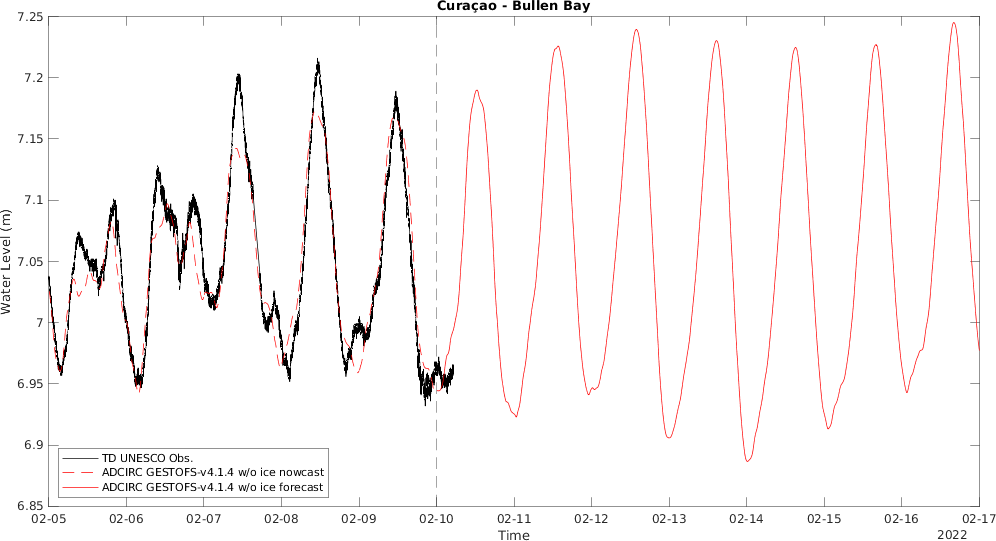 Curaçao - Bullen Bay
7.25
7.2
7.15
7.1
7.05
7
6.95
6.9
6.85
Water Level (m)
TD UNESCO Obs.
ADCIRC GESTOFS-v4.1.4 w/o ice nowcast
ADCIRC GESTOFS-v4.1.4 w/o ice forecast
02-05 02-06 02-07 02-08 02-09 02-10 02-11 02-12 02-13 02-14 02-15 02-16 02-17
Time
2022